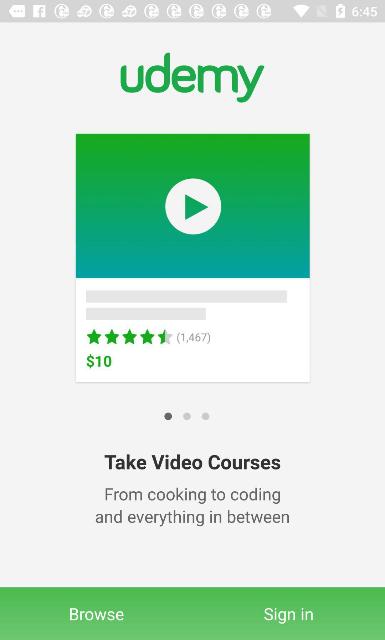 6:45
udemy
(1,467)
$10
Take Video Courses
From cooking to coding
and everything in between
Browse
Sign in